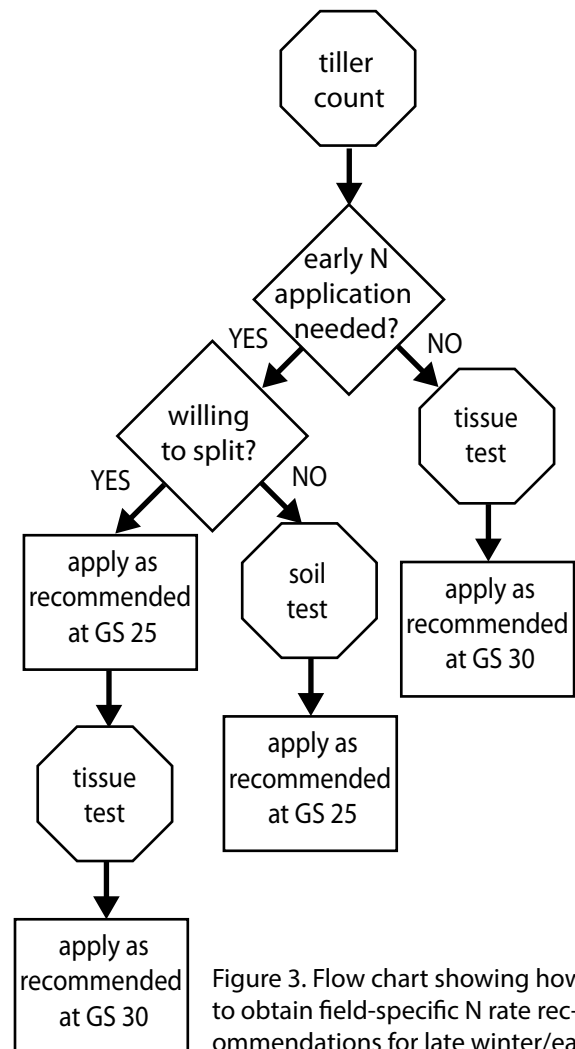 tiller
count
early N
application
needed?
YES
NO
willing
to split?
tissue
test
YES
NO
apply as
recommended
at GS 25
soil
test
apply as
recommended
at GS 30
tissue
test
apply as
recommended
at GS 25
apply as
recommended
at GS 30
Figure 3. Flow chart showing how
to obtain field-specific N rate rec-
ommendations for late winter/ea